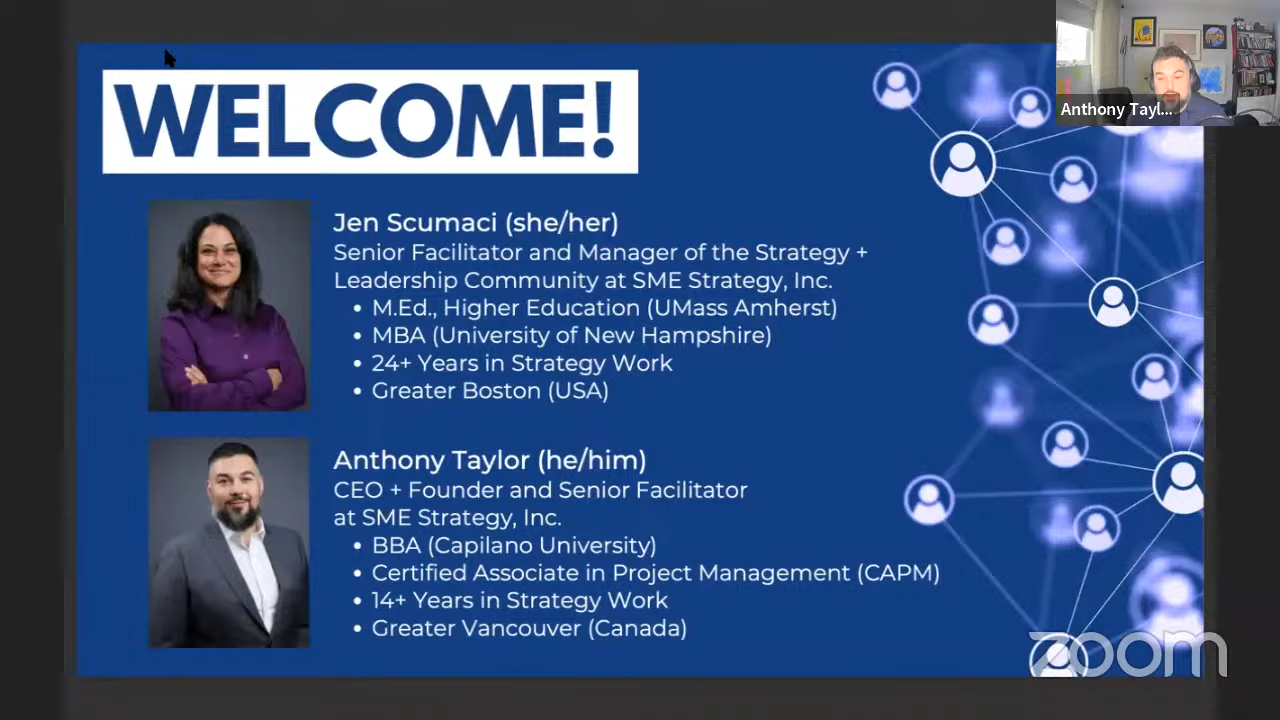 WELCOME!
Anthony Tayl...
Jen Scumaci (she/her)
Senior Facilitator and Manager of the Strategy +
Leadership Community at SME Strategy, Inc.
• M.Ed., Higher Education (UMass Amherst)
• MBA (University of New Hampshire)
• 24+ Years in Strategy Work
• Greater Boston (USA)
Anthony Taylor (he/him)
CEO + Founder and Senior Facilitator
at SME Strategy, Inc.
• BBA (Capilano University)
• Certified Associate in Project Management (CAPM)
• 14+ Years in Strategy Work
• Greater Vancouver (Canada)
zoom